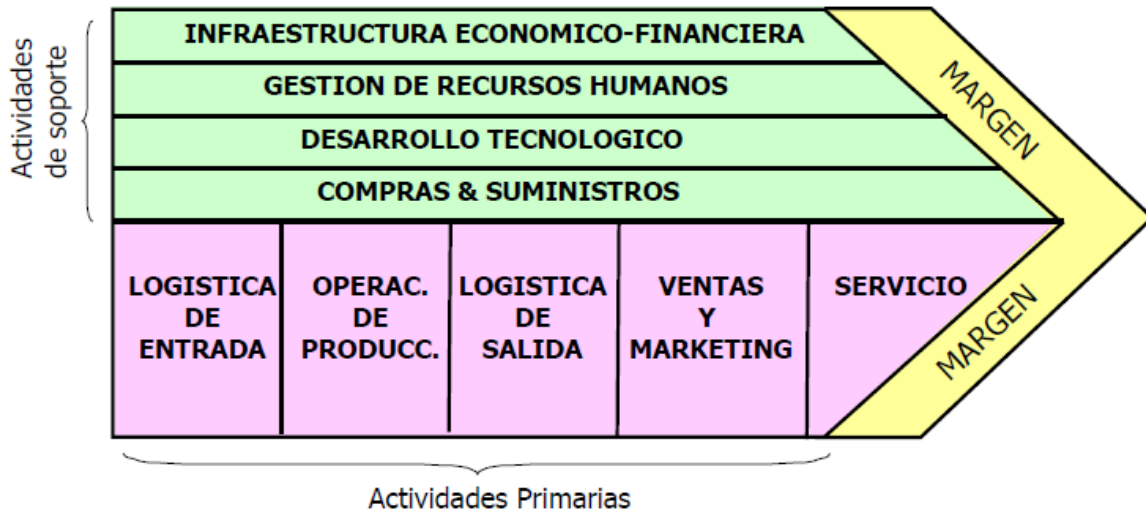 Actividades
de soporte
INFRAESTRUCTURA ECONOMICO-FINANCIERA
GESTION DE RECURSOS HUMANOS
DESARROLLO TECNOLOGICO
COMPRAS & SUMINISTROS
MARGEN
LOGISTICA
DE
ENTRADA
OPERAC.
DE
PRODUCC.
LOGISTICA
DE
SALIDA
VENTAS
Y
MARKETING
SERVICIO
MARGEN
Actividades Primarias